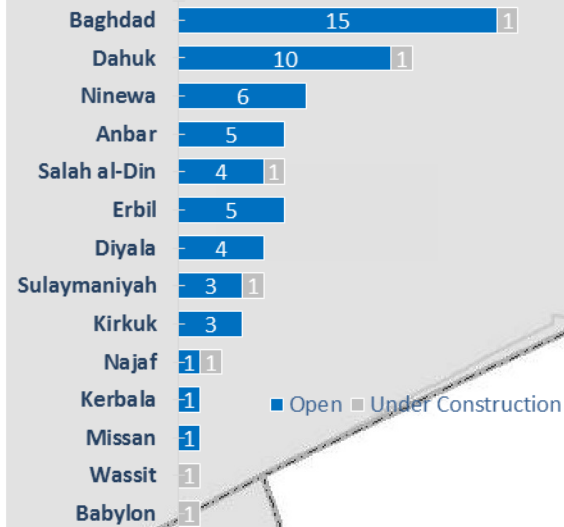 Baghdad 15 1
Dahuk 10 1
Ninewa 6
Anbar 5
Salah al-Din 4 1
Erbil 5
Diyala 4
Sulaymaniyah 3 1
Kirkuk 3
Najaf 1 1
Kerbala 1
Open Under Construction
Missan 1
Wassit 1
Babylon 1